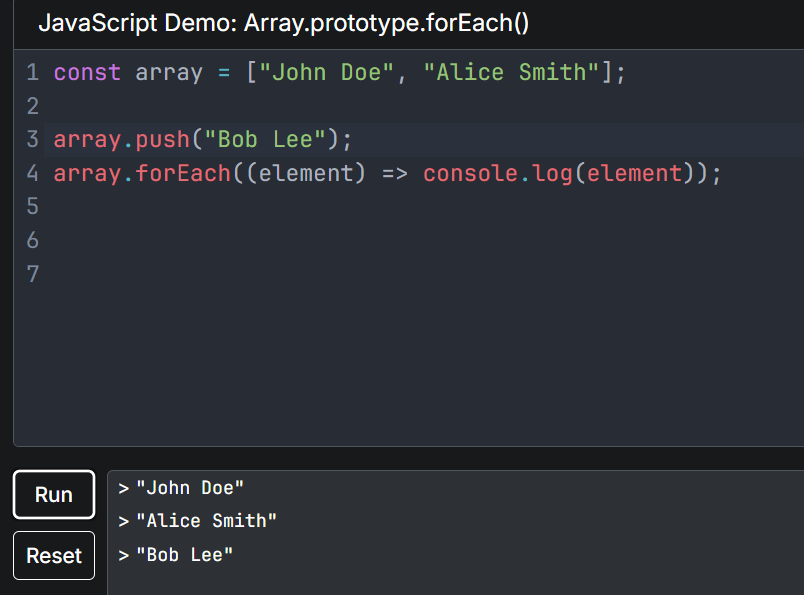 JavaScript Demo: Array.prototype.forEach()
1 const array = ["John Doe", "Alice Smith"];
2
3 array.push("Bob Lee");
4 array.forEach((element) => console.log(element));
5
6
7
Run
> "John Doe"
> "Alice Smith"
> "Bob Lee"
Reset